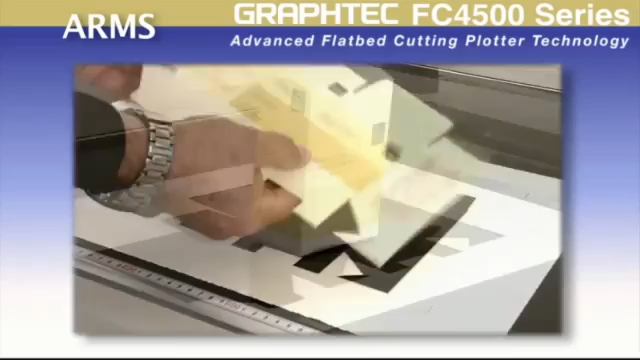 ARMS
GRAPHTEC FC4500 Series
Advanced Flatbed Cutting Plotter Technology